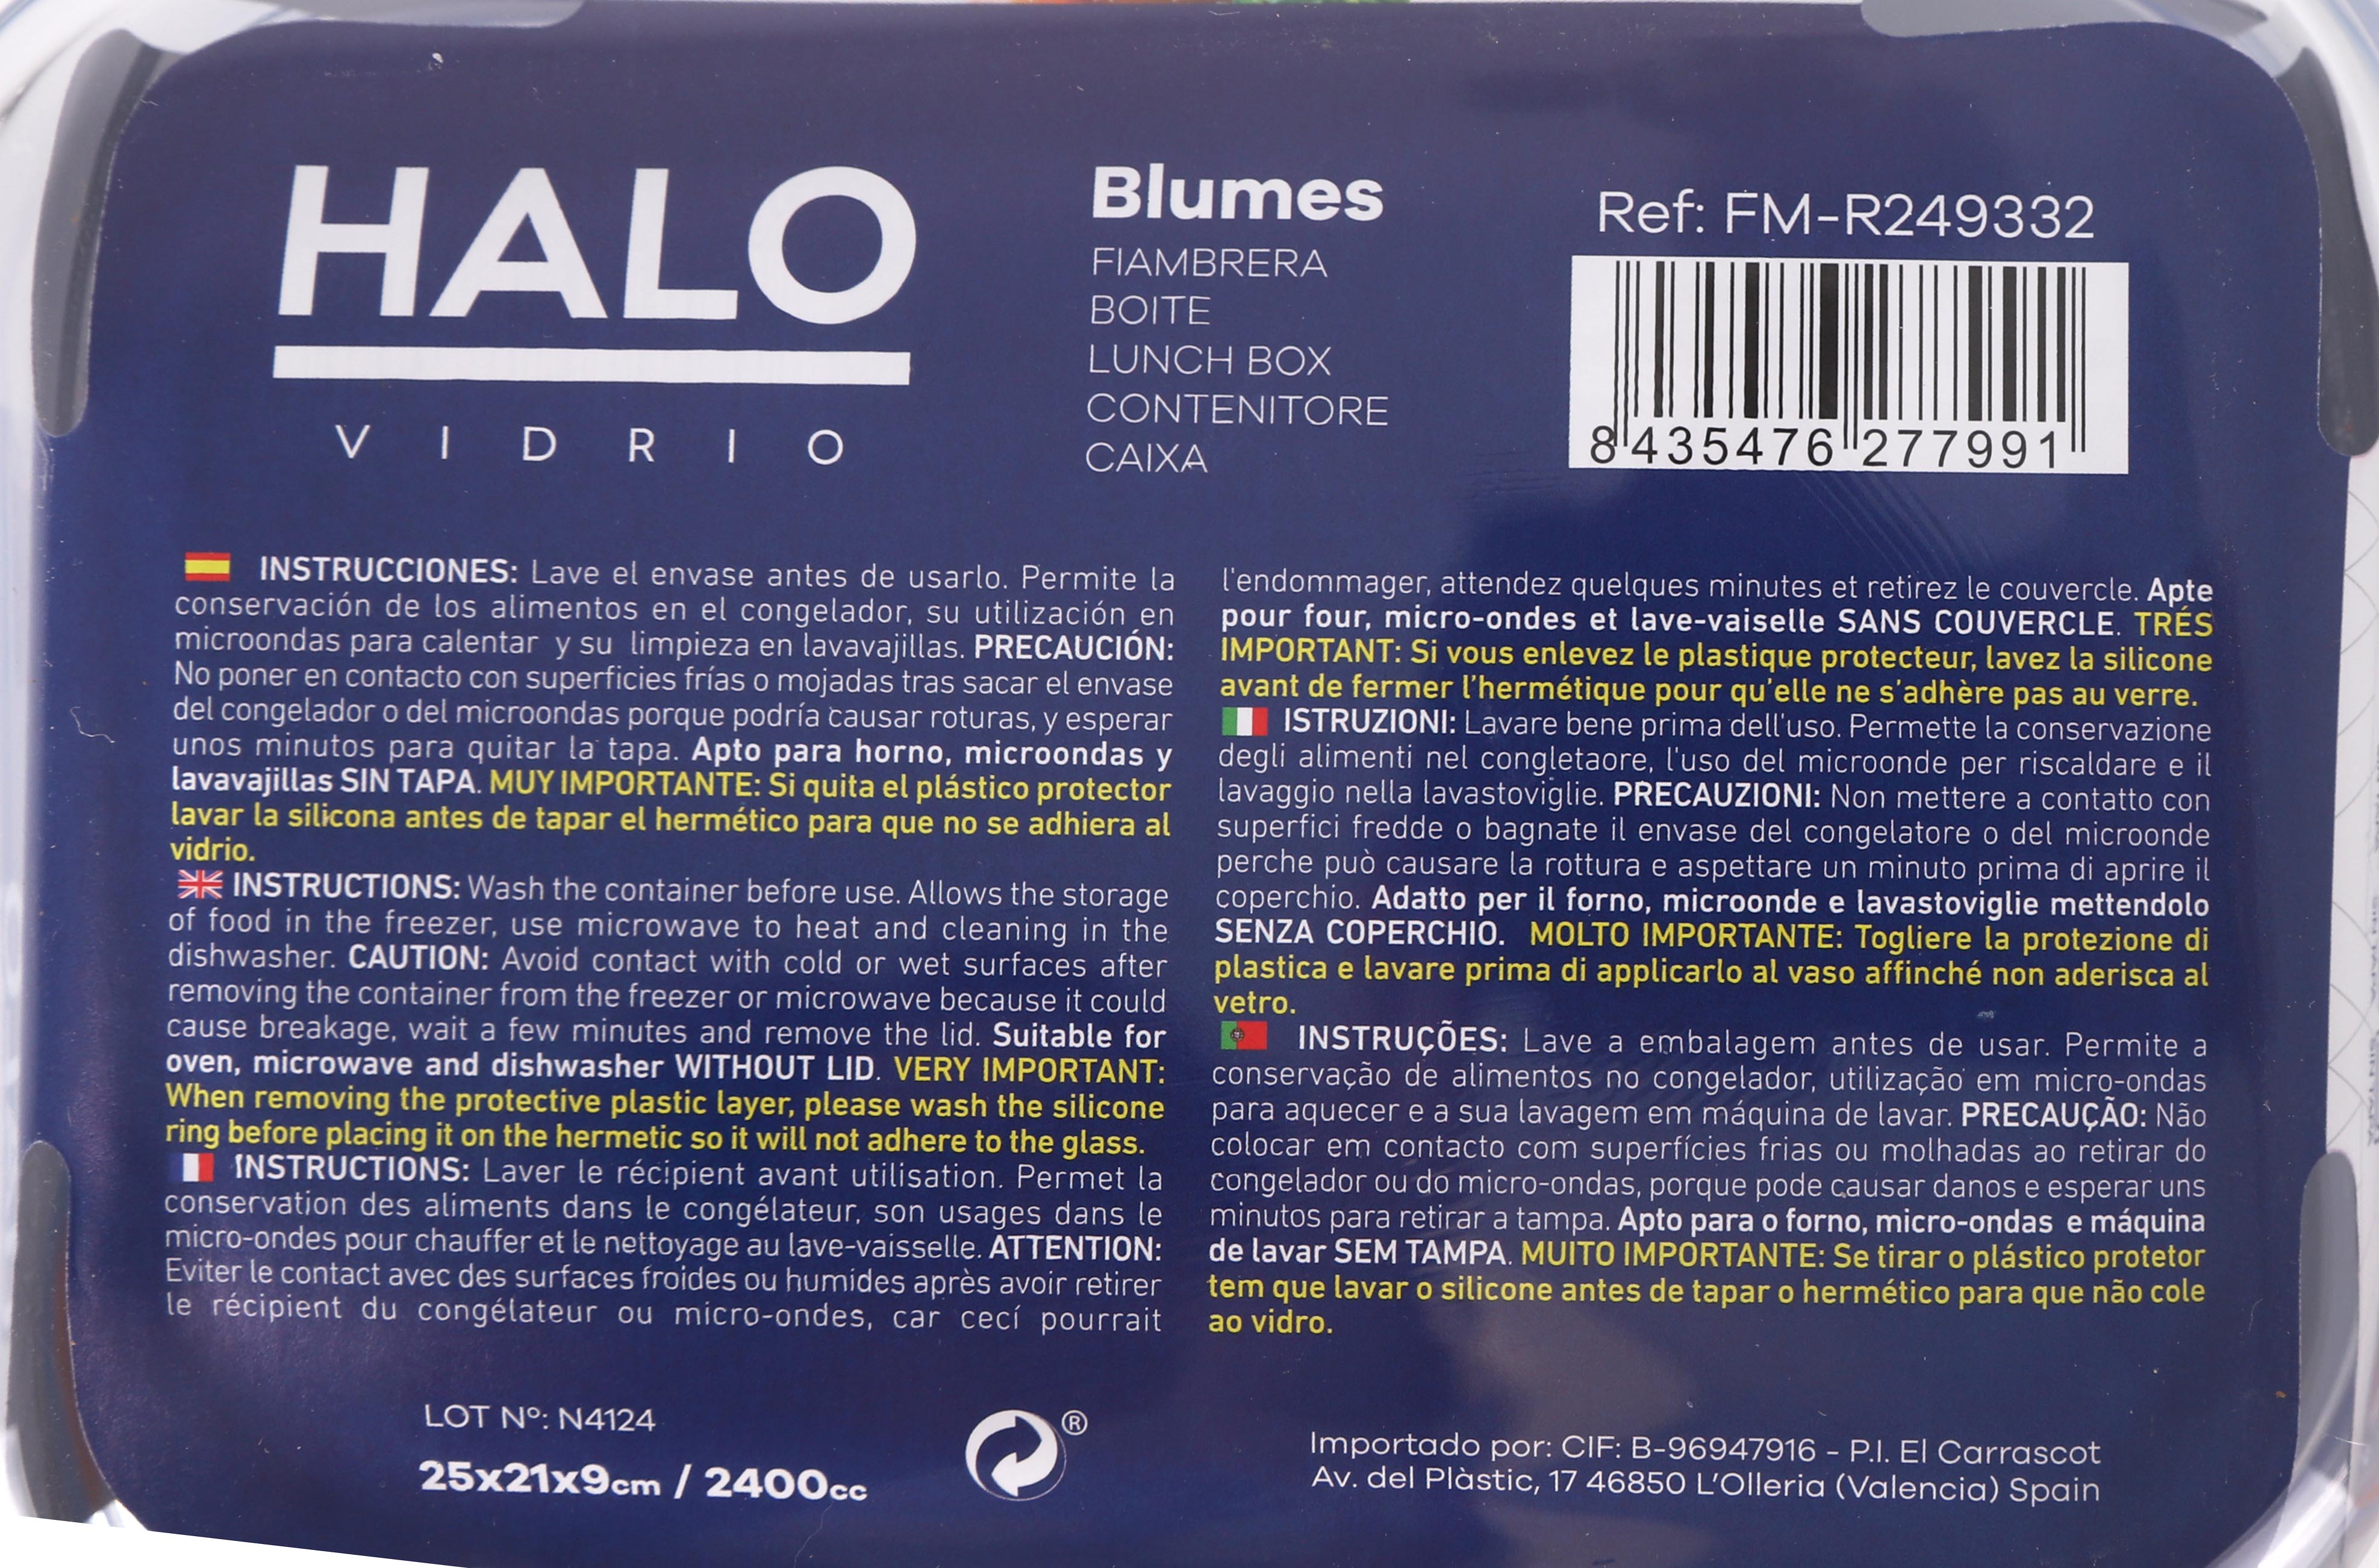 HALO
VIDRIO
Blumes
FIAMBRERA
BOITE
LUNCH BOX
CONTENITORE
CAIXA
Ref: FM-R249332
8 435476 277991
INSTRUCCIONES: Lave el envase antes de usarlo. Permite la
conservación de los alimentos en el congelador, su utilización en
microondas para calentar y su limpieza en lavavajillas. PRECAUCIÓN:
No poner en contacto con superficies frías o mojadas tras sacar el envase
del congelador o del microondas porque podría causar roturas, y esperar
unos minutos para quitar la tapa. Apto para horno, microondas y
lavavajillas SIN TAPA. MUY IMPORTANTE: Si quita el plástico protector
lavar la silicona antes de tapar el hermético para que no se adhiera al
vidrio.
INSTRUCTIONS: Wash the container before use. Allows the storage
of food in the freezer, use microwave to heat and cleaning in the
dishwasher. CAUTION: Avoid contact with cold or wet surfaces after
removing the container from the freezer or microwave because it could
cause breakage, wait a few minutes and remove the lid. Suitable for
oven, microwave and dishwasher WITHOUT LID. VERY IMPORTANT:
When removing the protective plastic layer, please wash the silicone
ring before placing it on the hermetic so it will not adhere to the glass.
INSTRUCTIONS: Laver le récipient avant utilisation. Permet la
conservation des aliments dans le congélateur, son usages dans le
micro-ondes pour chauffer et le nettoyage au lave-vaisselle. ATTENTION:
Eviter le contact avec des surfaces froides ou humides après avoir retirer
le récipient du congélateur ou micro-ondes, car cecí pourrait
l'endommager, attendez quelques minutes et retirez le couvercle. Apte
pour four, micro-ondes et lave-vaiselle SANS COUVERCLE. TRÉS
IMPORTANT: Si vous enlevez le plastique protecteur, lavez la silicone
avant de fermer l'hermétique pour qu'elle ne s'adhère pas au verre.
ISTRUZIONI: Lavare bene prima dell'uso. Permette la conservazione
degli alimenti nel congletaore, l'uso del microonde per riscaldare e il
lavaggio nella lavastoviglie. PRECAUZIONI: Non mettere a contatto con
superfici fredde o bagnate il envase del congelatore o del microonde
perche può causare la rottura e aspettare un minuto prima di aprire il
coperchio. Adatto per il forno, microonde e lavastoviglie mettendolo
SENZA COPERCHIO. MOLTO IMPORTANTE: Togliere la protezione di
plastica e lavare prima di applicarlo al vaso affinché non aderisca al
vetro.
INSTRUÇÕES: Lave a embalagem antes de usar. Permite a
conservação de alimentos no congelador, utilização em micro-ondas
para aquecer e a sua lavagem em máquina de lavar. PRECAUÇÃO: Não
colocar em contacto com superfícies frias ou molhadas ao retirar do
congelador ou do micro-ondas, porque pode causar danos e esperar uns
minutos para retirar a tampa. Apto para o forno, micro-ondas e máquina
de lavar SEM TAMPA. MUITO IMPORTANTE: Se tirar o plástico protetor
tem que lavar o silicone antes de tapar o hermético para que não cole
ao vidro.
LOT Nº: N4124
25x21x9cm / 2400cc
®
Importado por: CIF: B-96947916 - P.I. El Carrascot
Av. del Plàstic, 17 46850 L'Olleria (Valencia) Spain